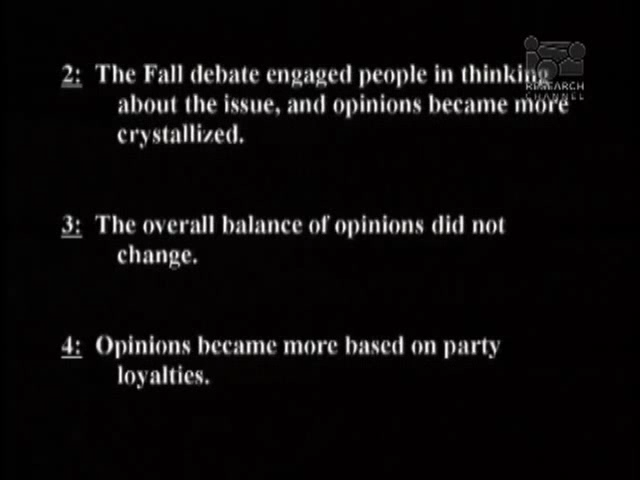 2: The Fall debate engaged people in thinking
about the issue, and opinions became more
crystallized.
3: The overall balance of opinions did not
change.
4: Opinions became more based on party
loyalties.
RESEARCH
CHANNEL